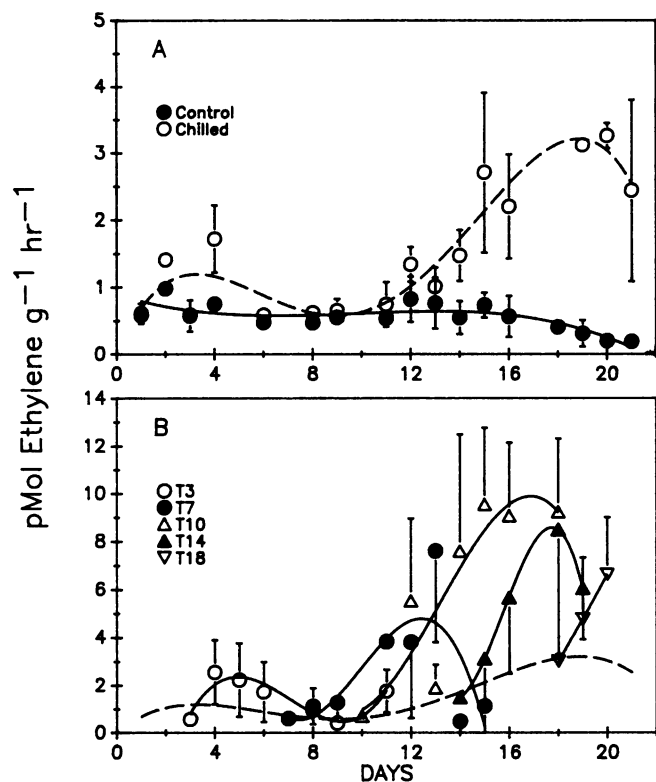 pMol Ethylene g⁻¹ hr⁻¹
5
A
4
● Control
○ Chilled
3
2
1
0
0 4 8 12 16 20
14
B
12
○ T3
10
● T7
△ T10
8
▲ T14
▽ T18
6
4
2
0
0 4 8 12 16 20
DAYS